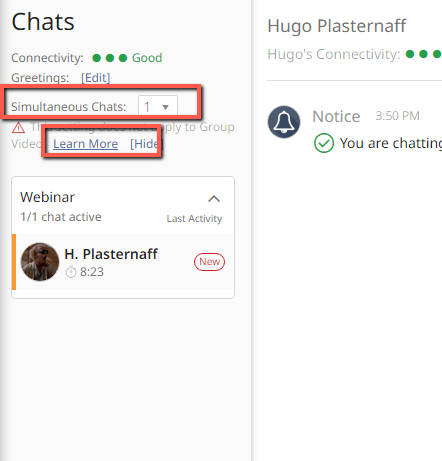 Chats
Connectivity: Good
Greetings: [Edit]
Simultaneous Chats: 1
This setting does not apply to Group
Video. Learn More [Hide]
Webinar
1/1 chat active
Last Activity
H. Plasternaff
8:23
New
Hugo Plasternaff
Hugo's Connectivity:
Notice 3:50 PM
You are chatting